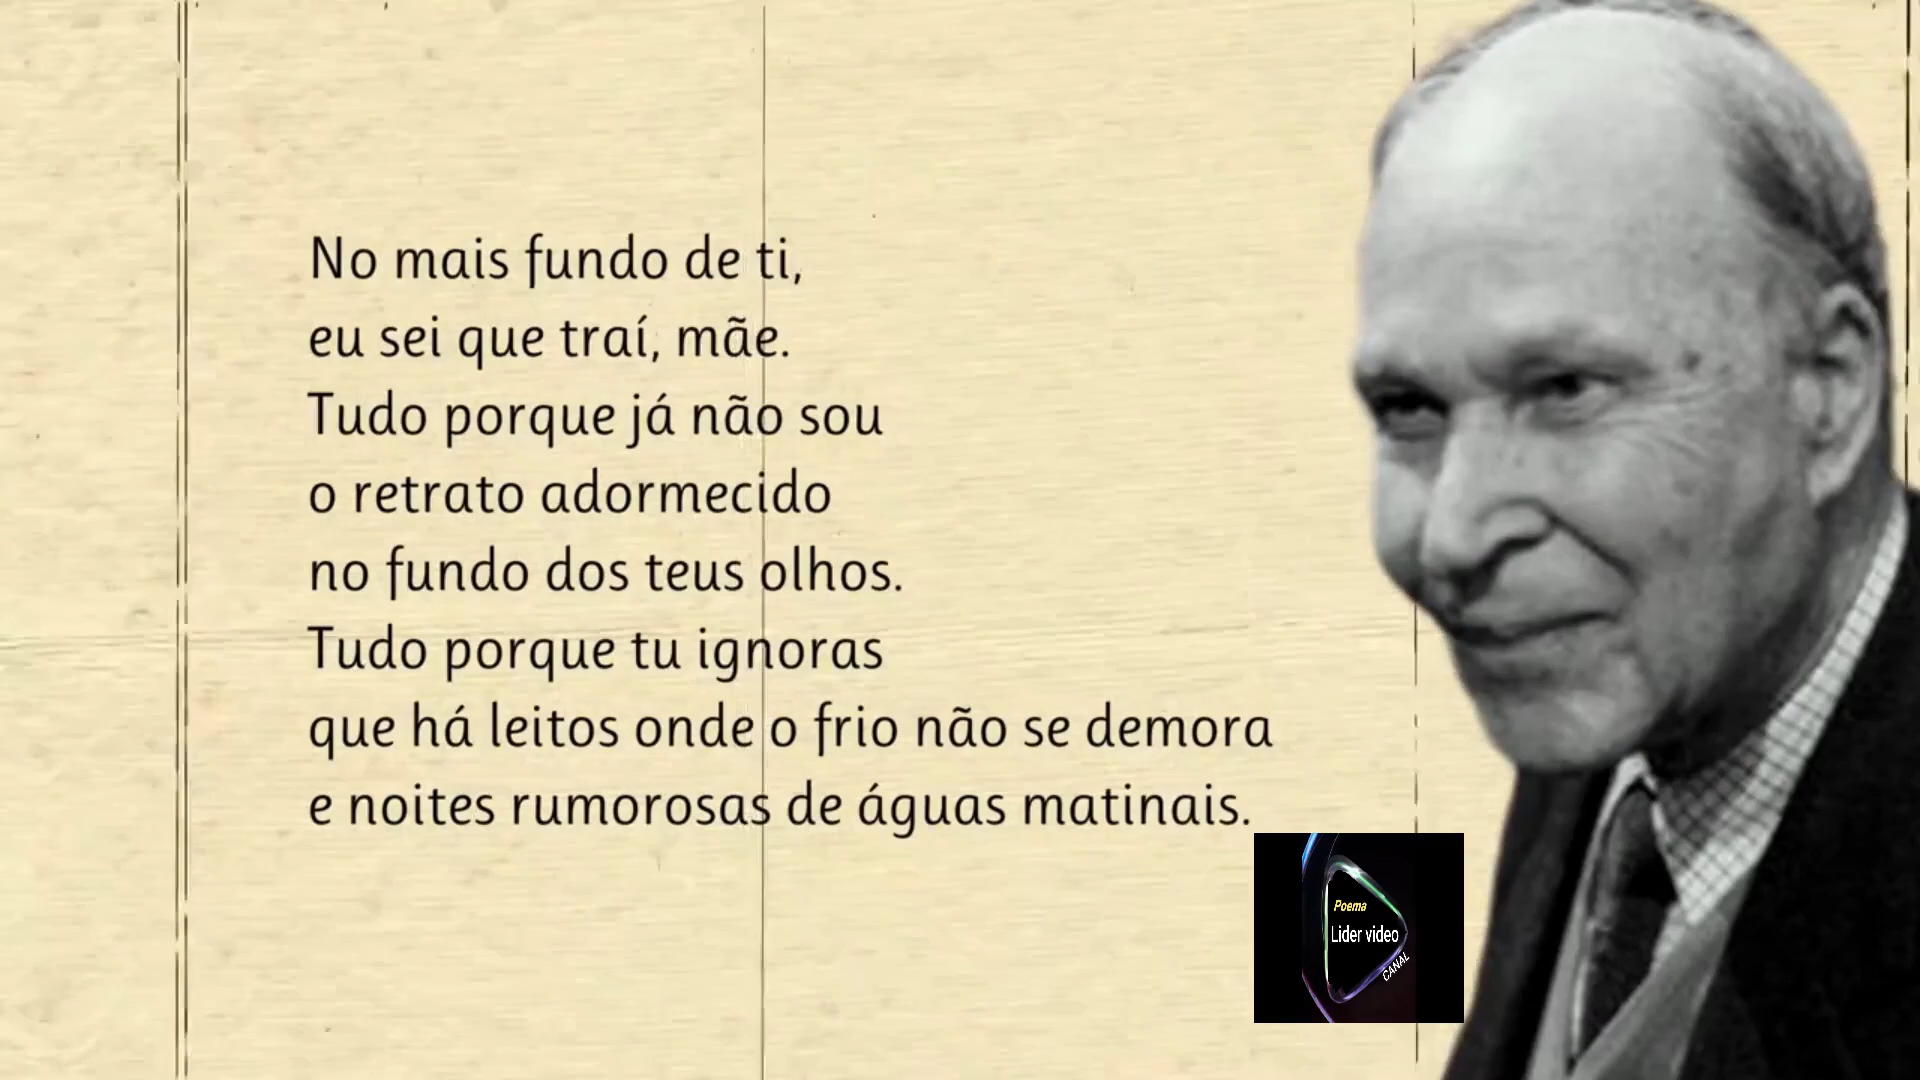 No mais fundo de ti,
eu sei que traí, mãe.
Tudo porque já não sou
o retrato adormecido
no fundo dos teus olhos.
Tudo porque tu ignoras
que há leitos onde o frio não se demora
e noites rumorosas de águas matinais.
Poema
Lider video
CANAL